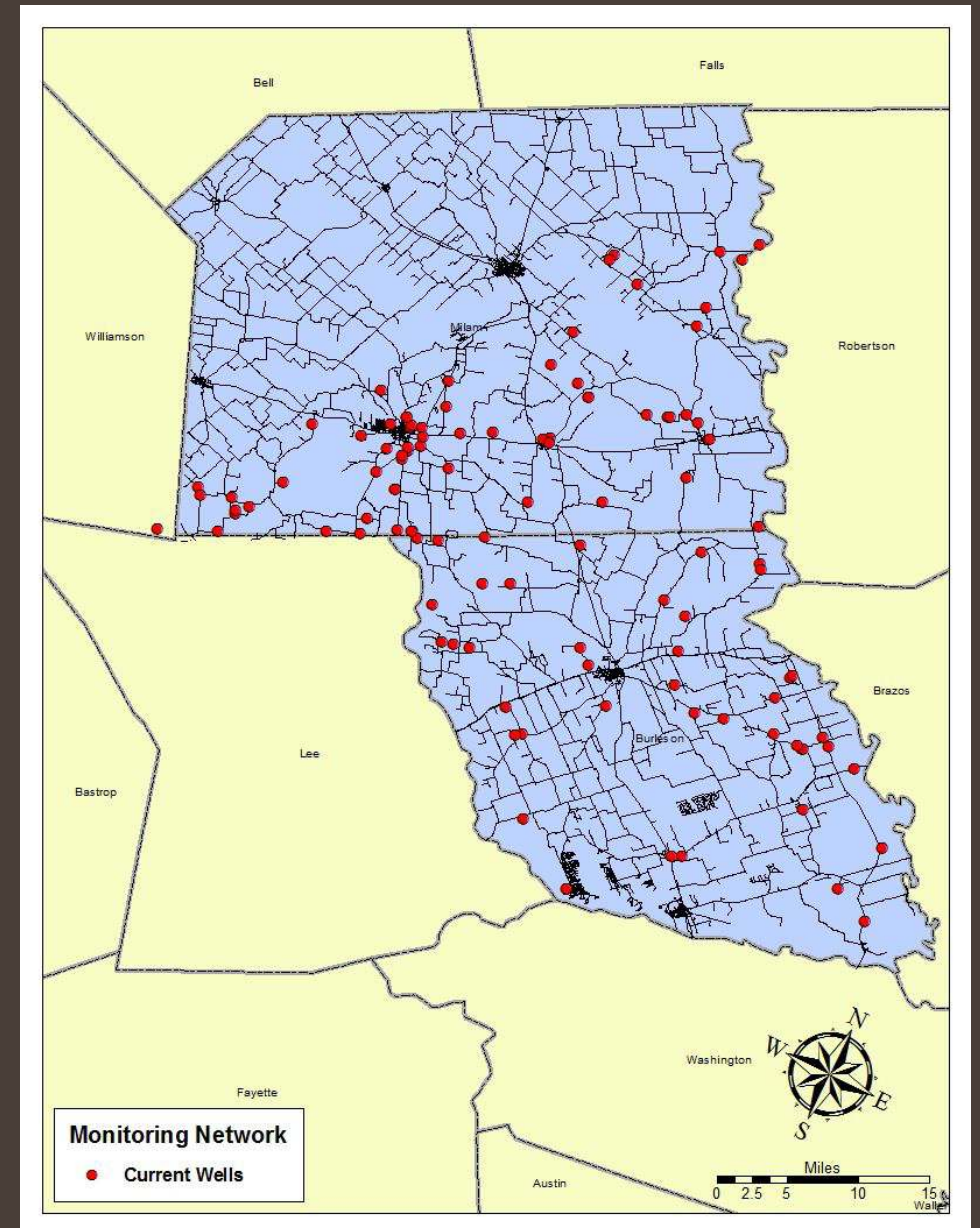 Bell
Falls
Williamson
Milam
Robertson
Brazos
Burleson
Lee
Bastrop
Washington
Fayette
Austin
Waller
N
W
E
S
Monitoring Network
Current Wells
Miles
0 2.5 5 10 15